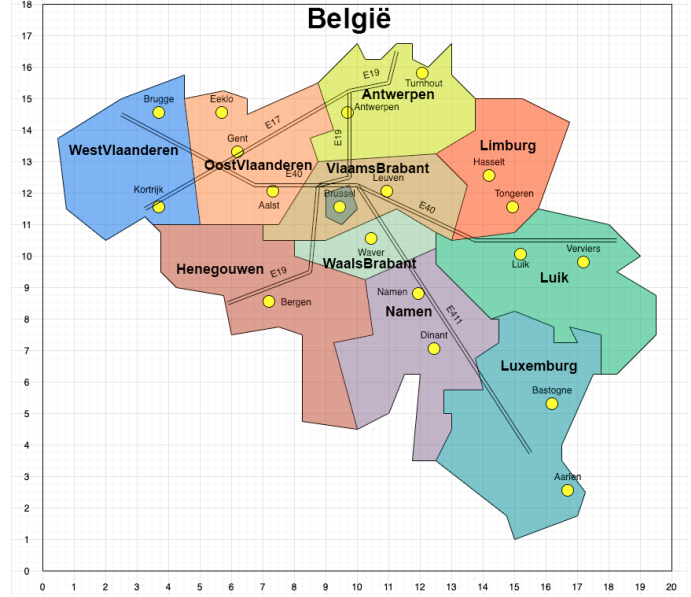 België
18
17
16
15
14
13
12
11
10
9
8
7
6
5
4
3
2
1
0
0 1 2 3 4 5 6 7 8 9 10 11 12 13 14 15 16 17 18 19 20
E19
Turnhout
Antwerpen
Brugge
Eeklo
Antwerpen
E17
E19
Gent
WestVlaanderen
OostVlaanderen
Limburg
Hasselt
VlaamsBrabant
E40
Leuven
Kortrijk
Aalst
Brussel
Tongeren
E40
Waver
WaalsBrabant
Verviers
Luik
Luik
Henegouwen
E19
Bergen
Namen
Namen
E411
Dinant
Luxemburg
Bastogne
Aarlen